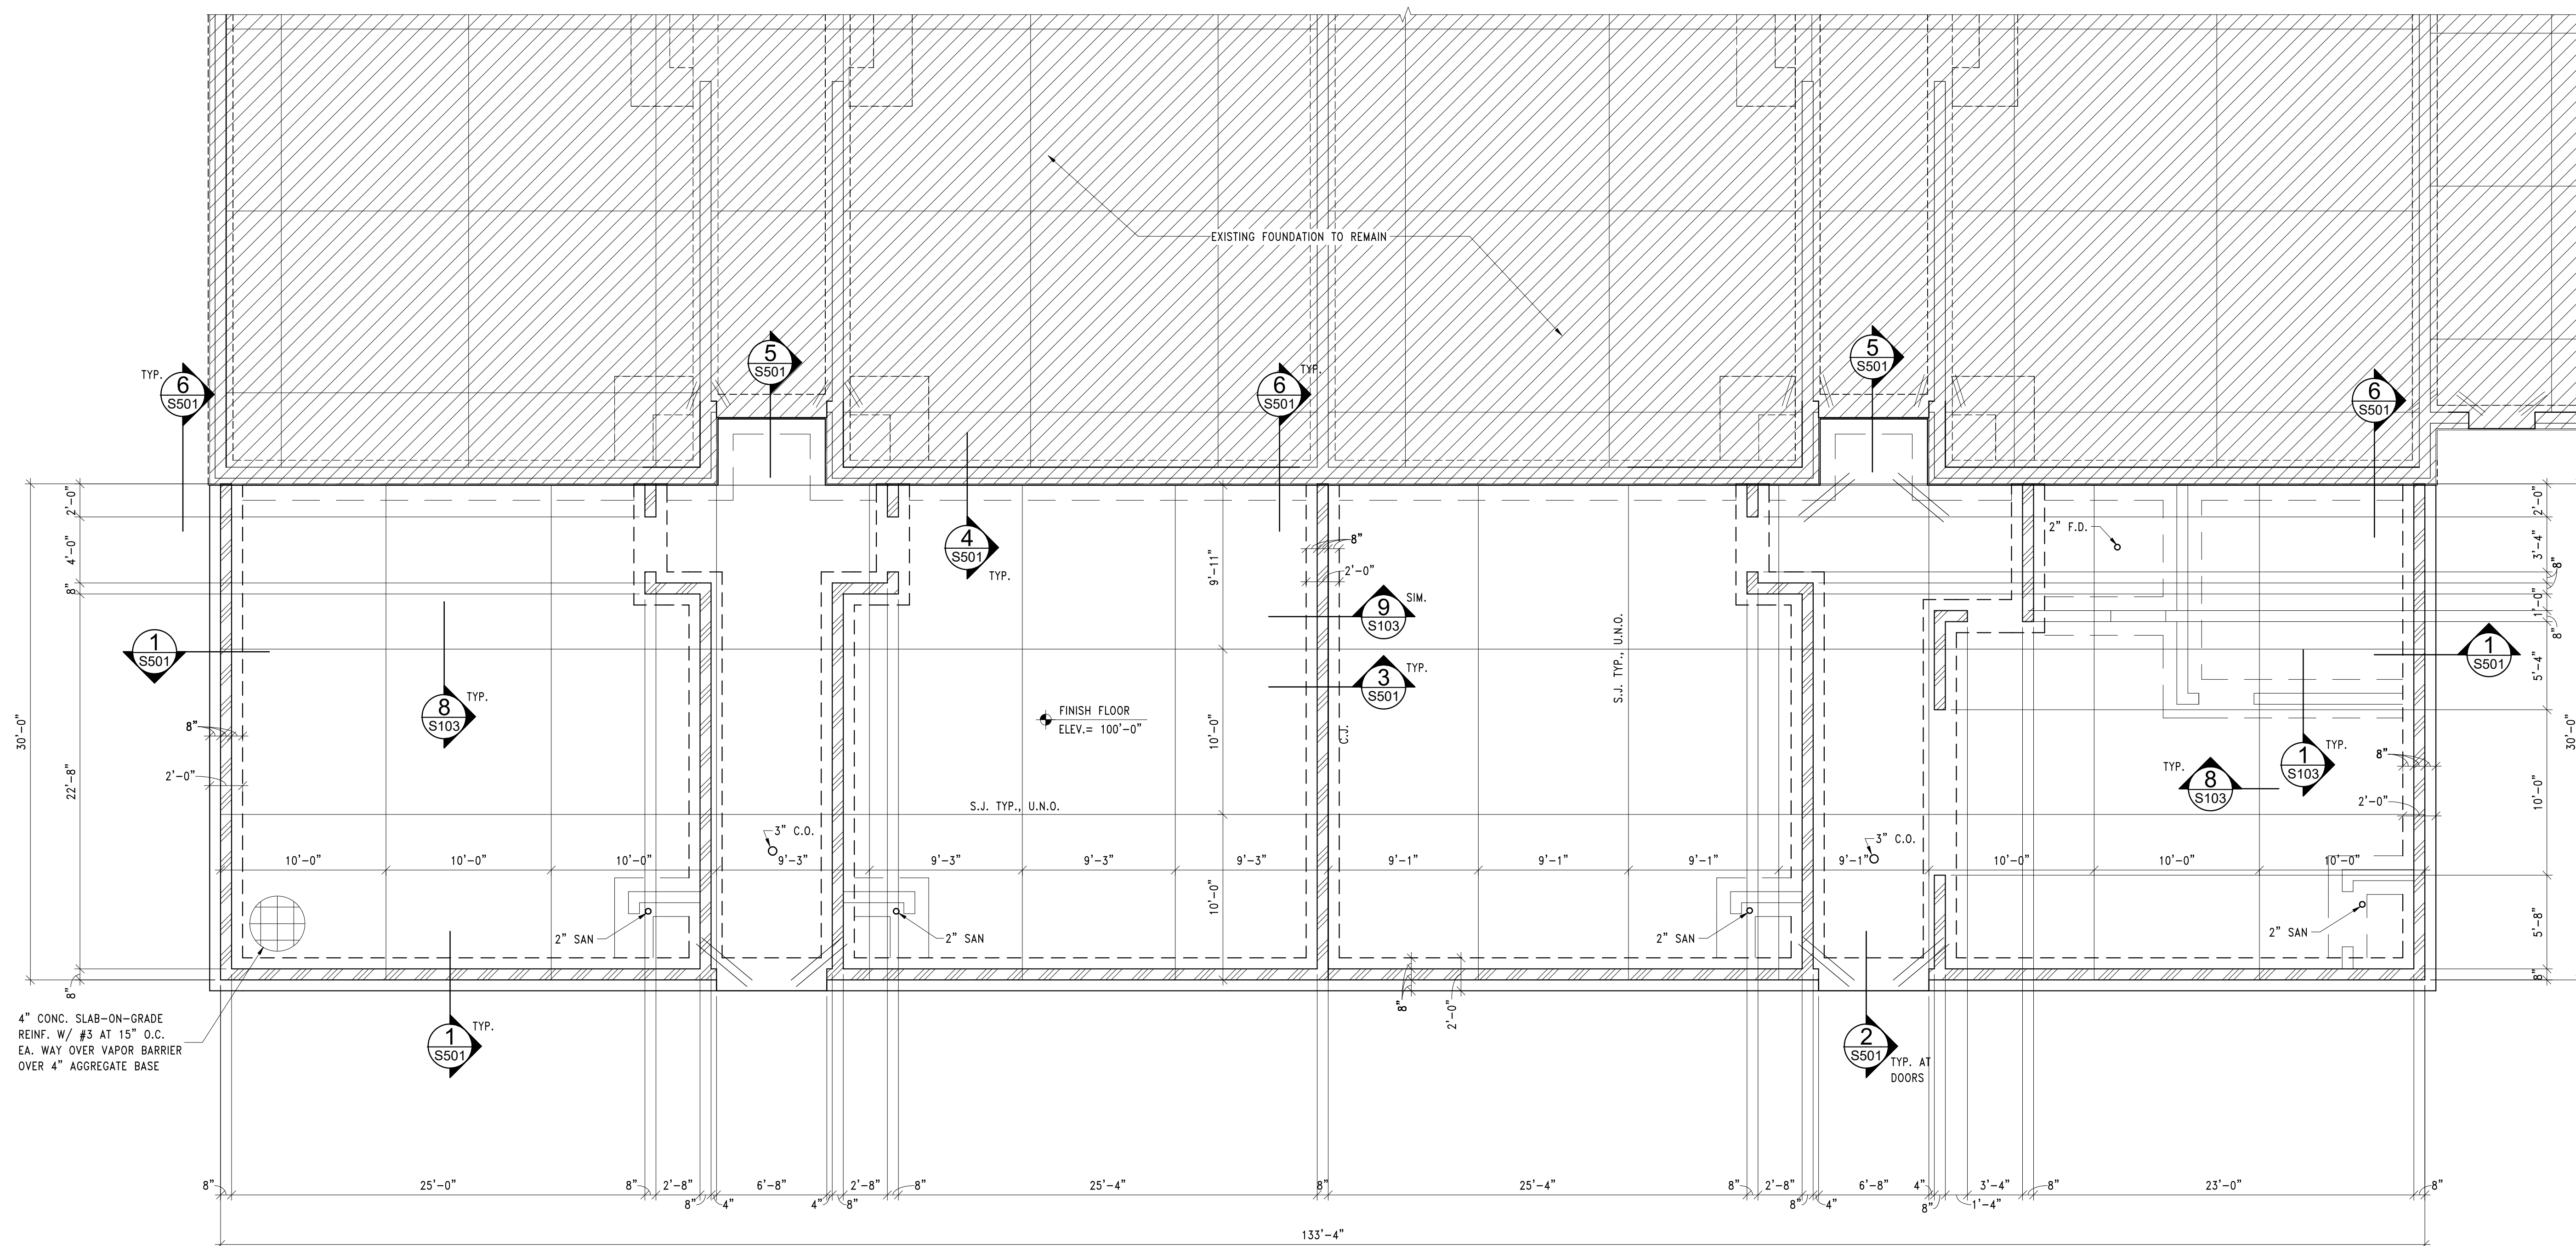 EXISTING FOUNDATION TO REMAIN
5
S501
5
S501
TYP.
6
S501
6
S501
TYP.
6
S501
4
S501
TYP.
9
S103
SIM.
3
S501
TYP.
1
S501
8
S103
TYP.
FINISH FLOOR
ELEV.= 100'-0"
S.J. TYP., U.N.O.
S.J. TYP., U.N.O.
C.J.
2" F.D.
1
S501
1
S103
TYP.
TYP.
8
S103
30'-0"
2'-0"
4'-0"
8"
22'-8"
8"
8"
2'-0"
9'-11"
10'-0"
10'-0"
8"
2'-0"
3" C.O.
3" C.O.
10'-0"
10'-0"
10'-0"
9'-3"
9'-3"
9'-3"
9'-3"
9'-1"
9'-1"
9'-1"
9'-1"
10'-0"
10'-0"
10'-0"
2" SAN
2" SAN
2" SAN
2" SAN
8"
2'-0"
2'-0"
3'-4"
8"
1'-0"
8"
5'-4"
10'-0"
5'-8"
8"
30'-0"
8"
2'-0"
4" CONC. SLAB-ON-GRADE
REINF. W/ #3 AT 15" O.C.
EA. WAY OVER VAPOR BARRIER
OVER 4" AGGREGATE BASE
1
S501
TYP.
2
S501
TYP. AT
DOORS
8"
25'-0"
8"
2'-8"
8"
4"
6'-8"
4"
8"
2'-8"
8"
25'-4"
8"
25'-4"
8"
2'-8"
8"
4"
6'-8"
4"
8"
1'-4"
3'-4"
8"
23'-0"
8"
133'-4"